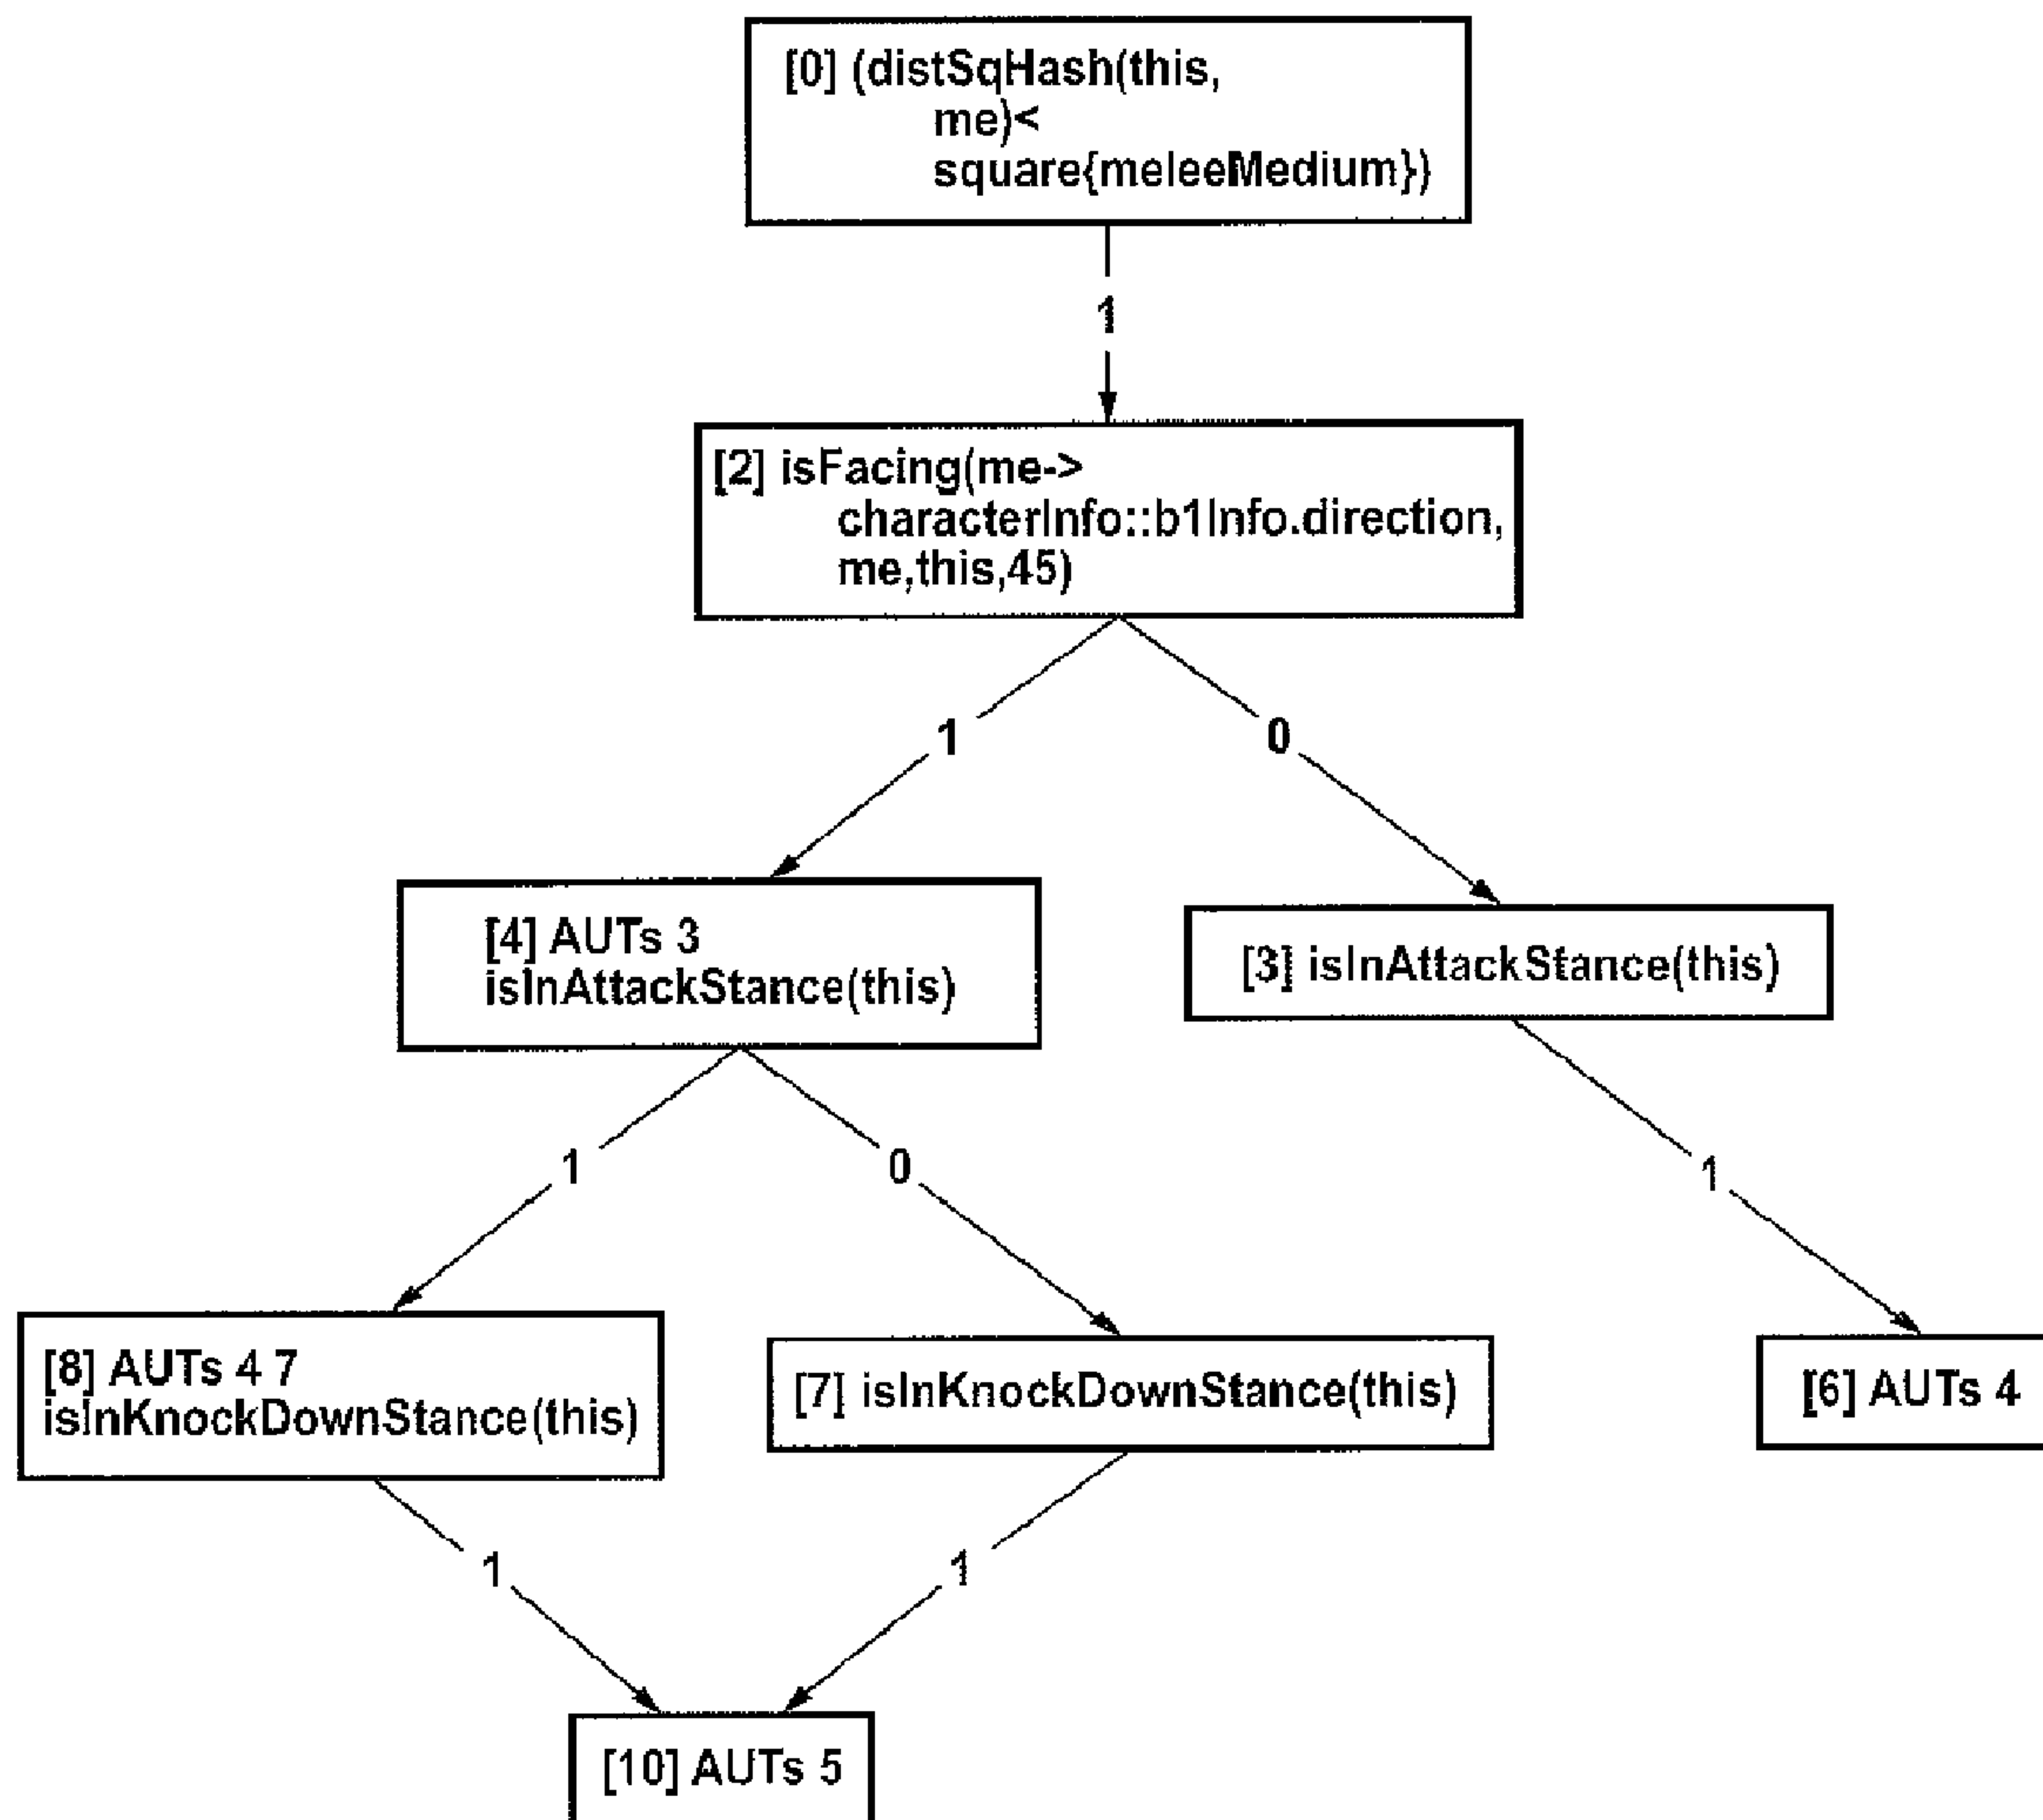 [0] (distSqHash(this,
me)<
square{meleeMedium})
1
[2] isFacing(me->
characterInfo::b1Info.direction,
me,this,45)
1
0
[4] AUTs 3
isInAttackStance(this)
[3] isInAttackStance(this)
1
0
1
[8] AUTs 4 7
isInKnockDownStance(this)
[7] isInKnockDownStance(this)
[6] AUTs 4
1
1
[10] AUTs 5